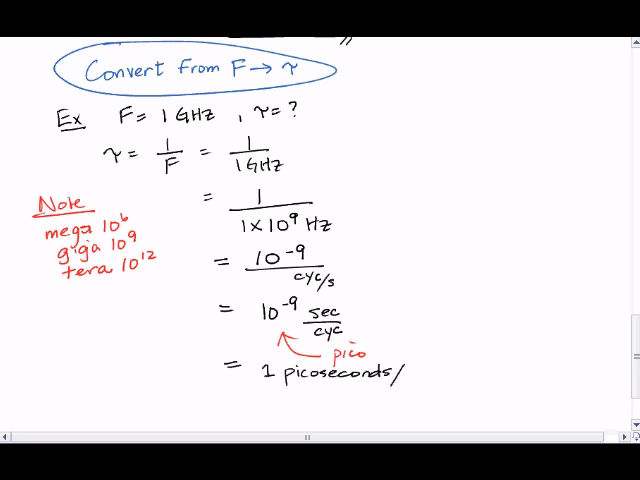 Convert from F → τ
Ex F = 1 GHz , τ = ?
τ = 1/F = 1/1GHz
= 1/1×10^9 Hz
Note
mega 10^6
giga 10^9
tera 10^12
= 10^-9/cyc/s
= 10^-9 sec/cyc
pico
= 1 picoseconds/